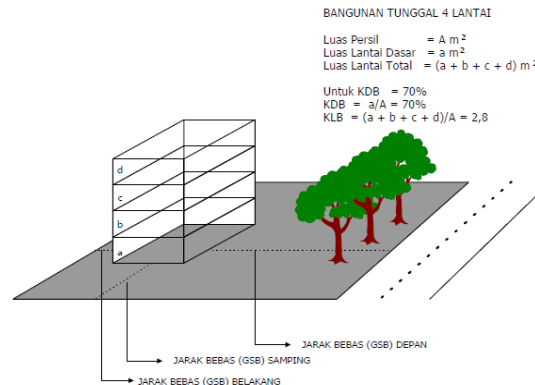 BANGUNAN TUNGGAL 4 LANTAI
Luas Persil = A m²
Luas Lantai Dasar = a m²
Luas Lantai Total = (a + b + c + d) m²
Untuk KDB = 70%
KDB = a/A = 70%
KLB = (a + b + c + d)/A = 2,8
d
c
b
a
JARAK BEBAS (GSB) DEPAN
JARAK BEBAS (GSB) SAMPING
JARAK BEBAS (GSB) BELAKANG